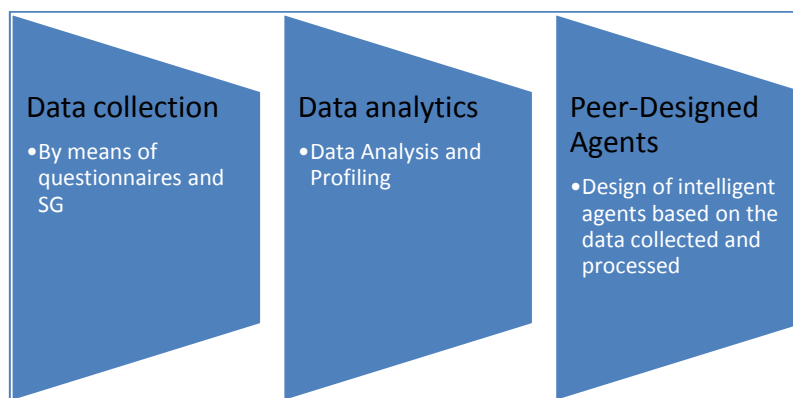 Data collection
•By means of
questionnaires and
SG
Data analytics
•Data Analysis and
Profiling
Peer-Designed
Agents
•Design of intelligent
agents based on the
data collected and
processed